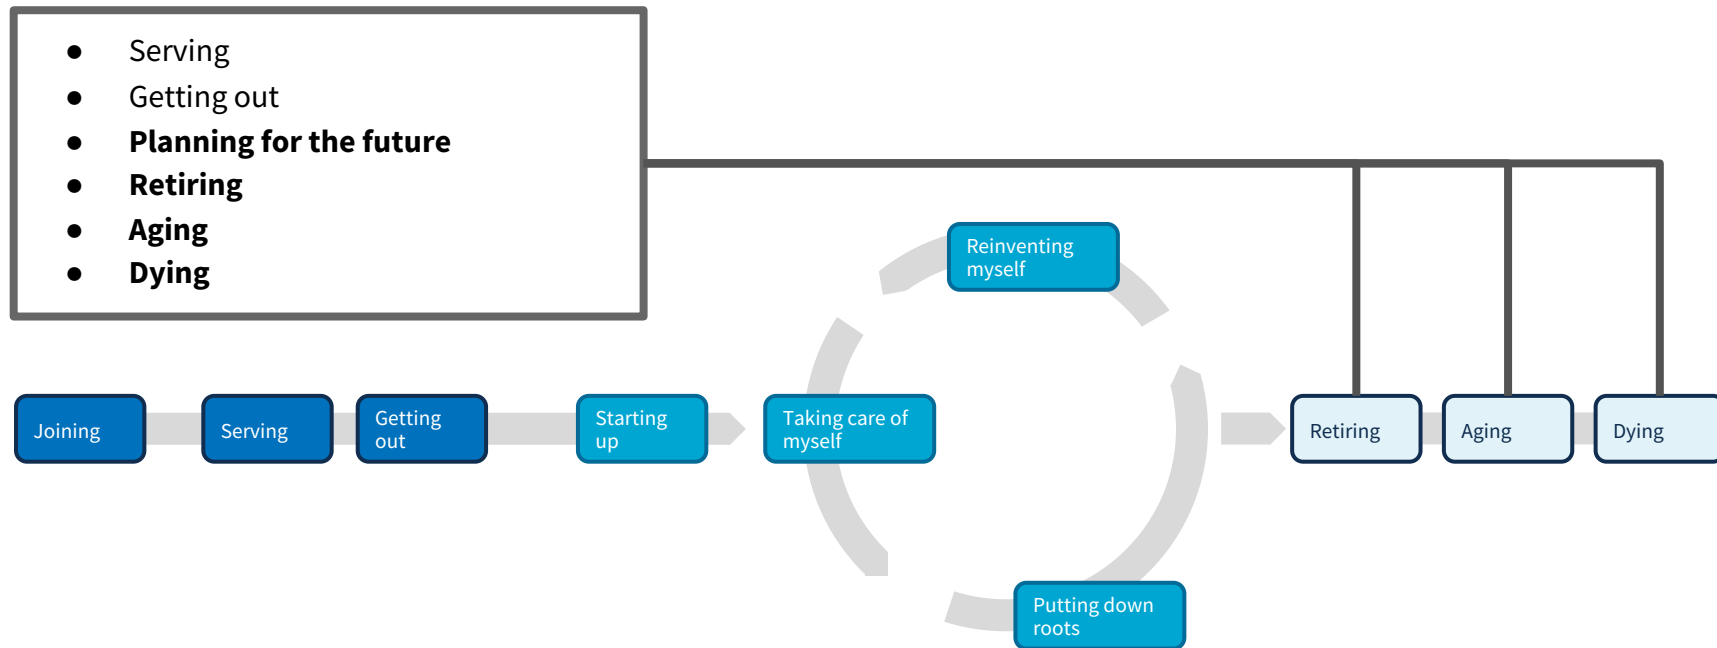 ● Serving
● Getting out
● Planning for the future
● Retiring
● Aging
● Dying
Reinventing
myself
Joining
Serving
Getting
out
Starting
up
Taking care of
myself
Retiring
Aging
Dying
Putting down
roots